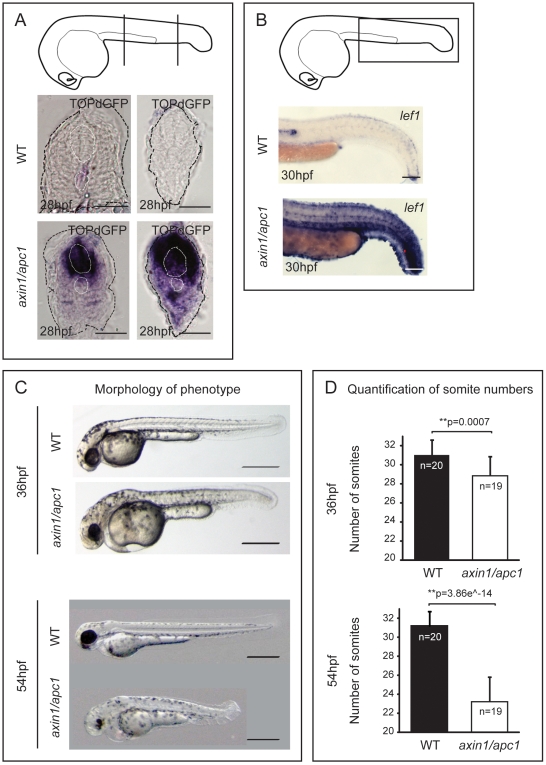 A
TOPdGFP
TOPdGFP
WT
28hpf
28hpf
TOPdGFP
TOPdGFP
axin1/apc1
28hpf
28hpf
B
lef1
WT
30hpf
lef1
axin1/apc1
30hpf
C
Morphology of phenotype
36hpf
WT
axin1/apc1
54hpf
WT
axin1/apc1
D
Quantification of somite numbers
36hpf
Number of somites
**p=0.0007
32
30
28
26
24
22
20
n=20
n=19
WT
axin1/apc1
54hpf
Number of somites
**p=3.86e^-14
32
30
28
26
24
22
20
n=20
n=19
WT
axin1/apc1